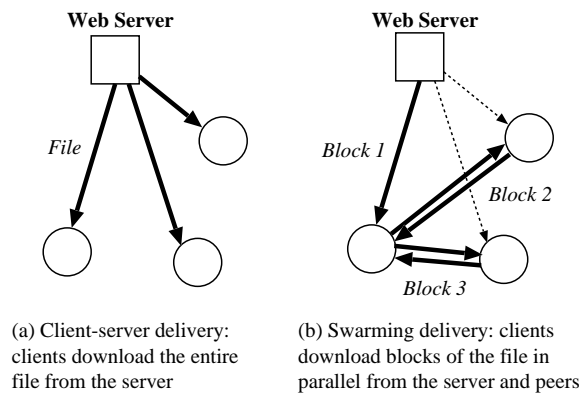 Web Server
File
(a) Client-server delivery:
clients download the entire
file from the server
Web Server
Block 1
Block 2
Block 3
(b) Swarming delivery: clients
download blocks of the file in
parallel from the server and peers